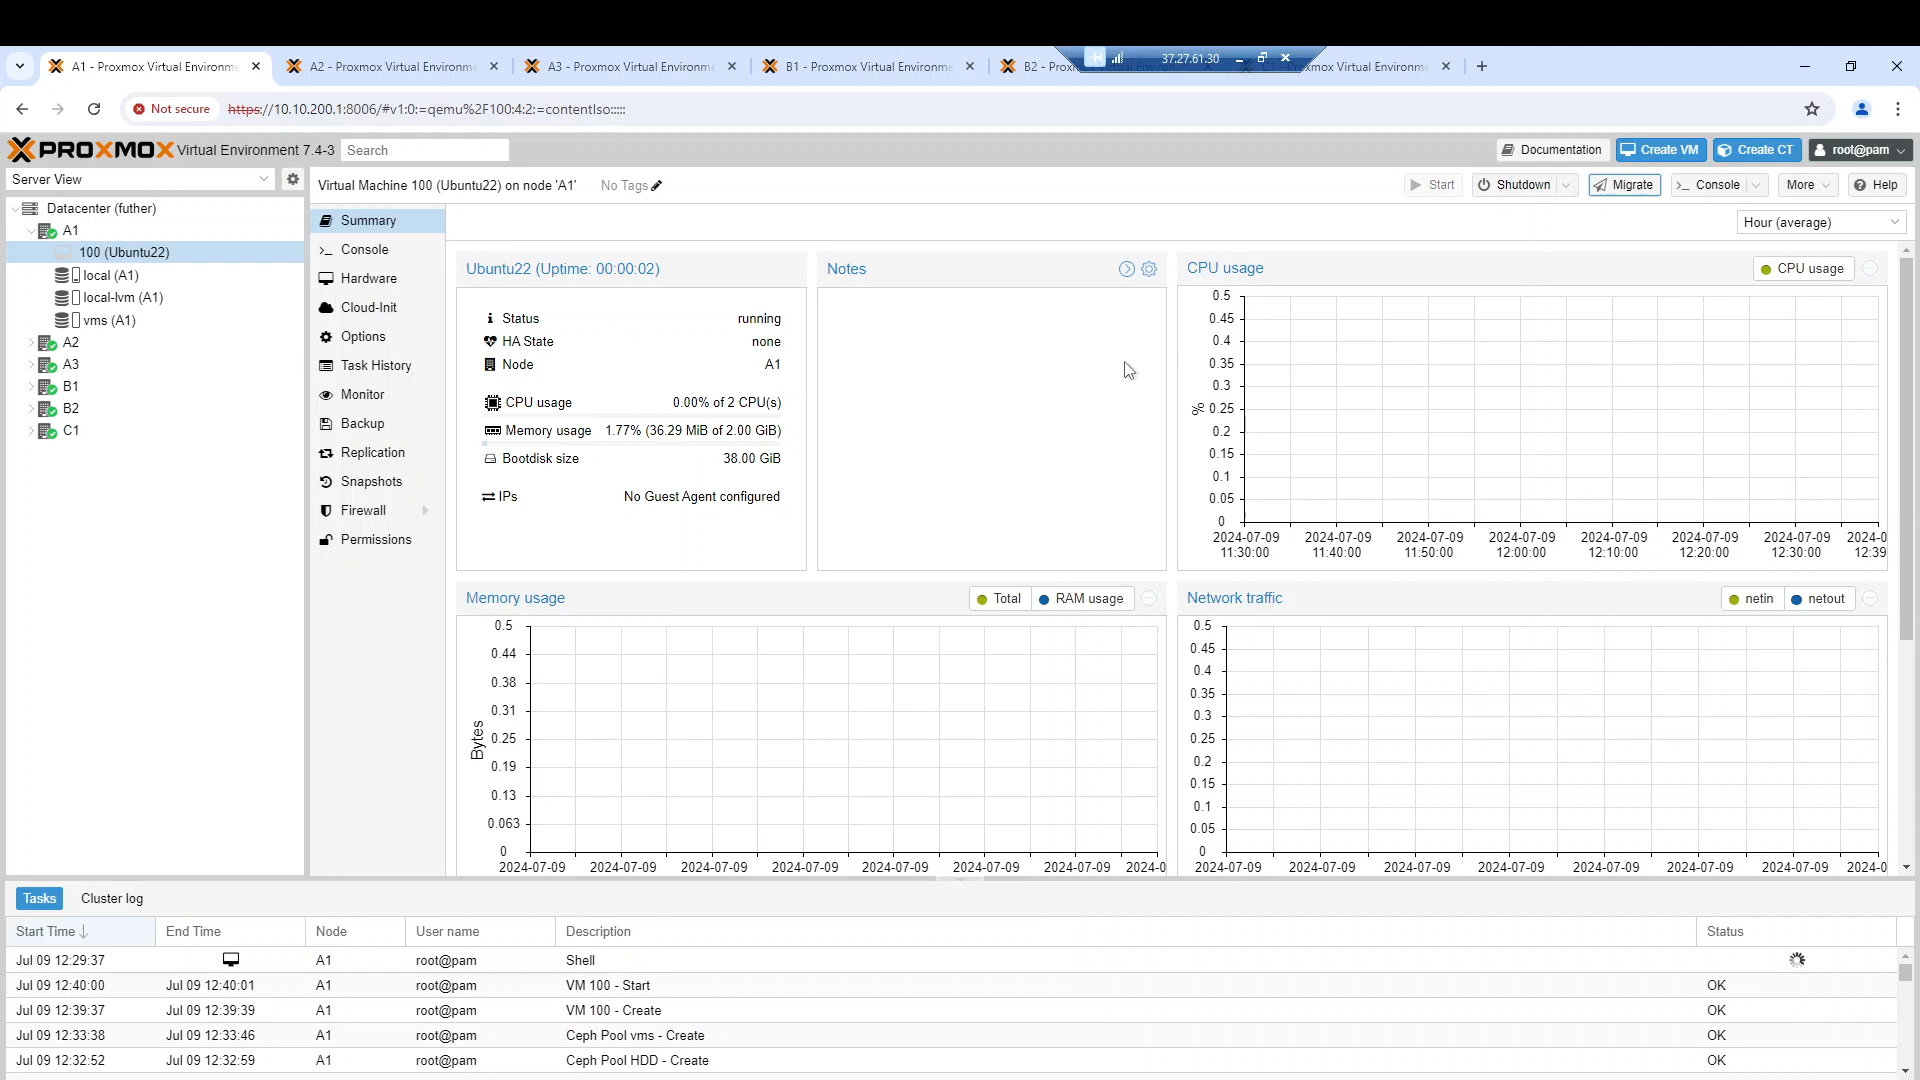 A1 - Proxmox Virtual Environme
A2 - Proxmox Virtual Environme
A3 - Proxmox Virtual Environme
B1 - Proxmox Virtual Environme
B2 - Prox
37.27.61.30
Proxmox Virtual Environme
Not secure
https://10.10.200.1:8006/#v1:0:=qemu%2F100:4:2:=contentIso:::::
PROXMOX Virtual Environment 7.4-3
Search
Documentation
Create VM
Create CT
root@pam
Server View
Virtual Machine 100 (Ubuntu22) on node 'A1'
No Tags
Start
Shutdown
Migrate
Console
More
Help
Datacenter (futher)
A1
100 (Ubuntu22)
local (A1)
local-lvm (A1)
vms (A1)
A2
A3
B1
B2
C1
Summary
Console
Hardware
Cloud-Init
Options
Task History
Monitor
Backup
Replication
Snapshots
Firewall
Permissions
Hour (average)
Ubuntu22 (Uptime: 00:00:02)
Status running
HA State none
Node A1
CPU usage 0.00% of 2 CPU(s)
Memory usage 1.77% (36.29 MiB of 2.00 GiB)
Bootdisk size 38.00 GiB
IPs No Guest Agent configured
Notes
CPU usage
CPU usage
0.5
0.45
0.4
0.35
0.3
0.25
0.2
0.15
0.1
0.05
0
%
2024-07-09 2024-07-09 2024-07-09 2024-07-09 2024-07-09 2024-07-09 2024-07-09 2024-0
11:30:00 11:40:00 11:50:00 12:00:00 12:10:00 12:20:00 12:30:00 12:39
Memory usage
Total
RAM usage
0.5
0.44
0.38
0.31
0.25
0.19
0.13
0.063
0
Bytes
2024-07-09 2024-07-09 2024-07-09 2024-07-09 2024-07-09 2024-07-09 2024-07-09 2024-0
Network traffic
netin
netout
0.5
0.45
0.4
0.35
0.3
0.25
0.2
0.15
0.1
0.05
0
2024-07-09 2024-07-09 2024-07-09 2024-07-09 2024-07-09 2024-07-09 2024-07-09 2024-0
Tasks
Cluster log
Start Time End Time Node User name Description Status
Jul 09 12:29:37 A1 root@pam Shell
Jul 09 12:40:00 Jul 09 12:40:01 A1 root@pam VM 100 - Start OK
Jul 09 12:39:37 Jul 09 12:39:39 A1 root@pam VM 100 - Create OK
Jul 09 12:33:38 Jul 09 12:33:46 A1 root@pam Ceph Pool vms - Create OK
Jul 09 12:32:52 Jul 09 12:32:59 A1 root@pam Ceph Pool HDD - Create OK